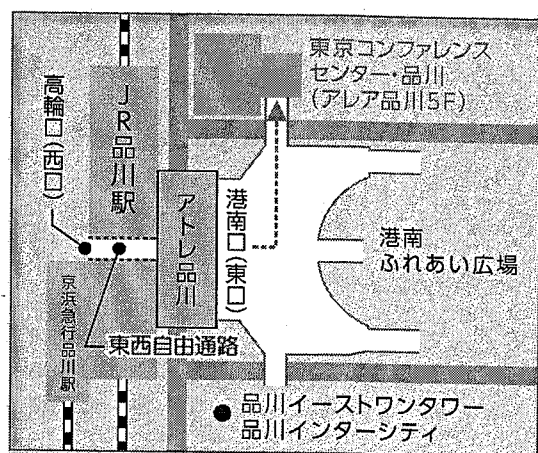 東京コンファレンス
センター・品川
(アレア品川5F)
高輪口(西口)
JR品川駅
アトレ品川
港南口(東口)
港南
ふれあい広場
京浜急行品川駅
東西自由通路
品川イーストワンタワー
品川インターシティ